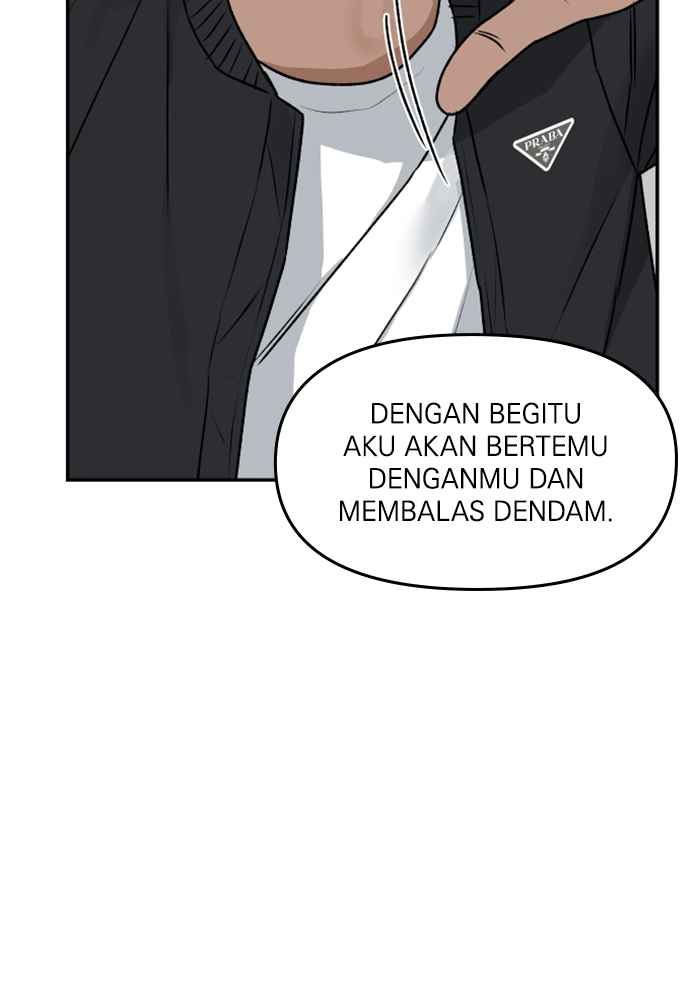 PRABA
DENGAN BEGITU
AKU AKAN BERTEMU
DENGANMU DAN
MEMBALAS DENDAM.